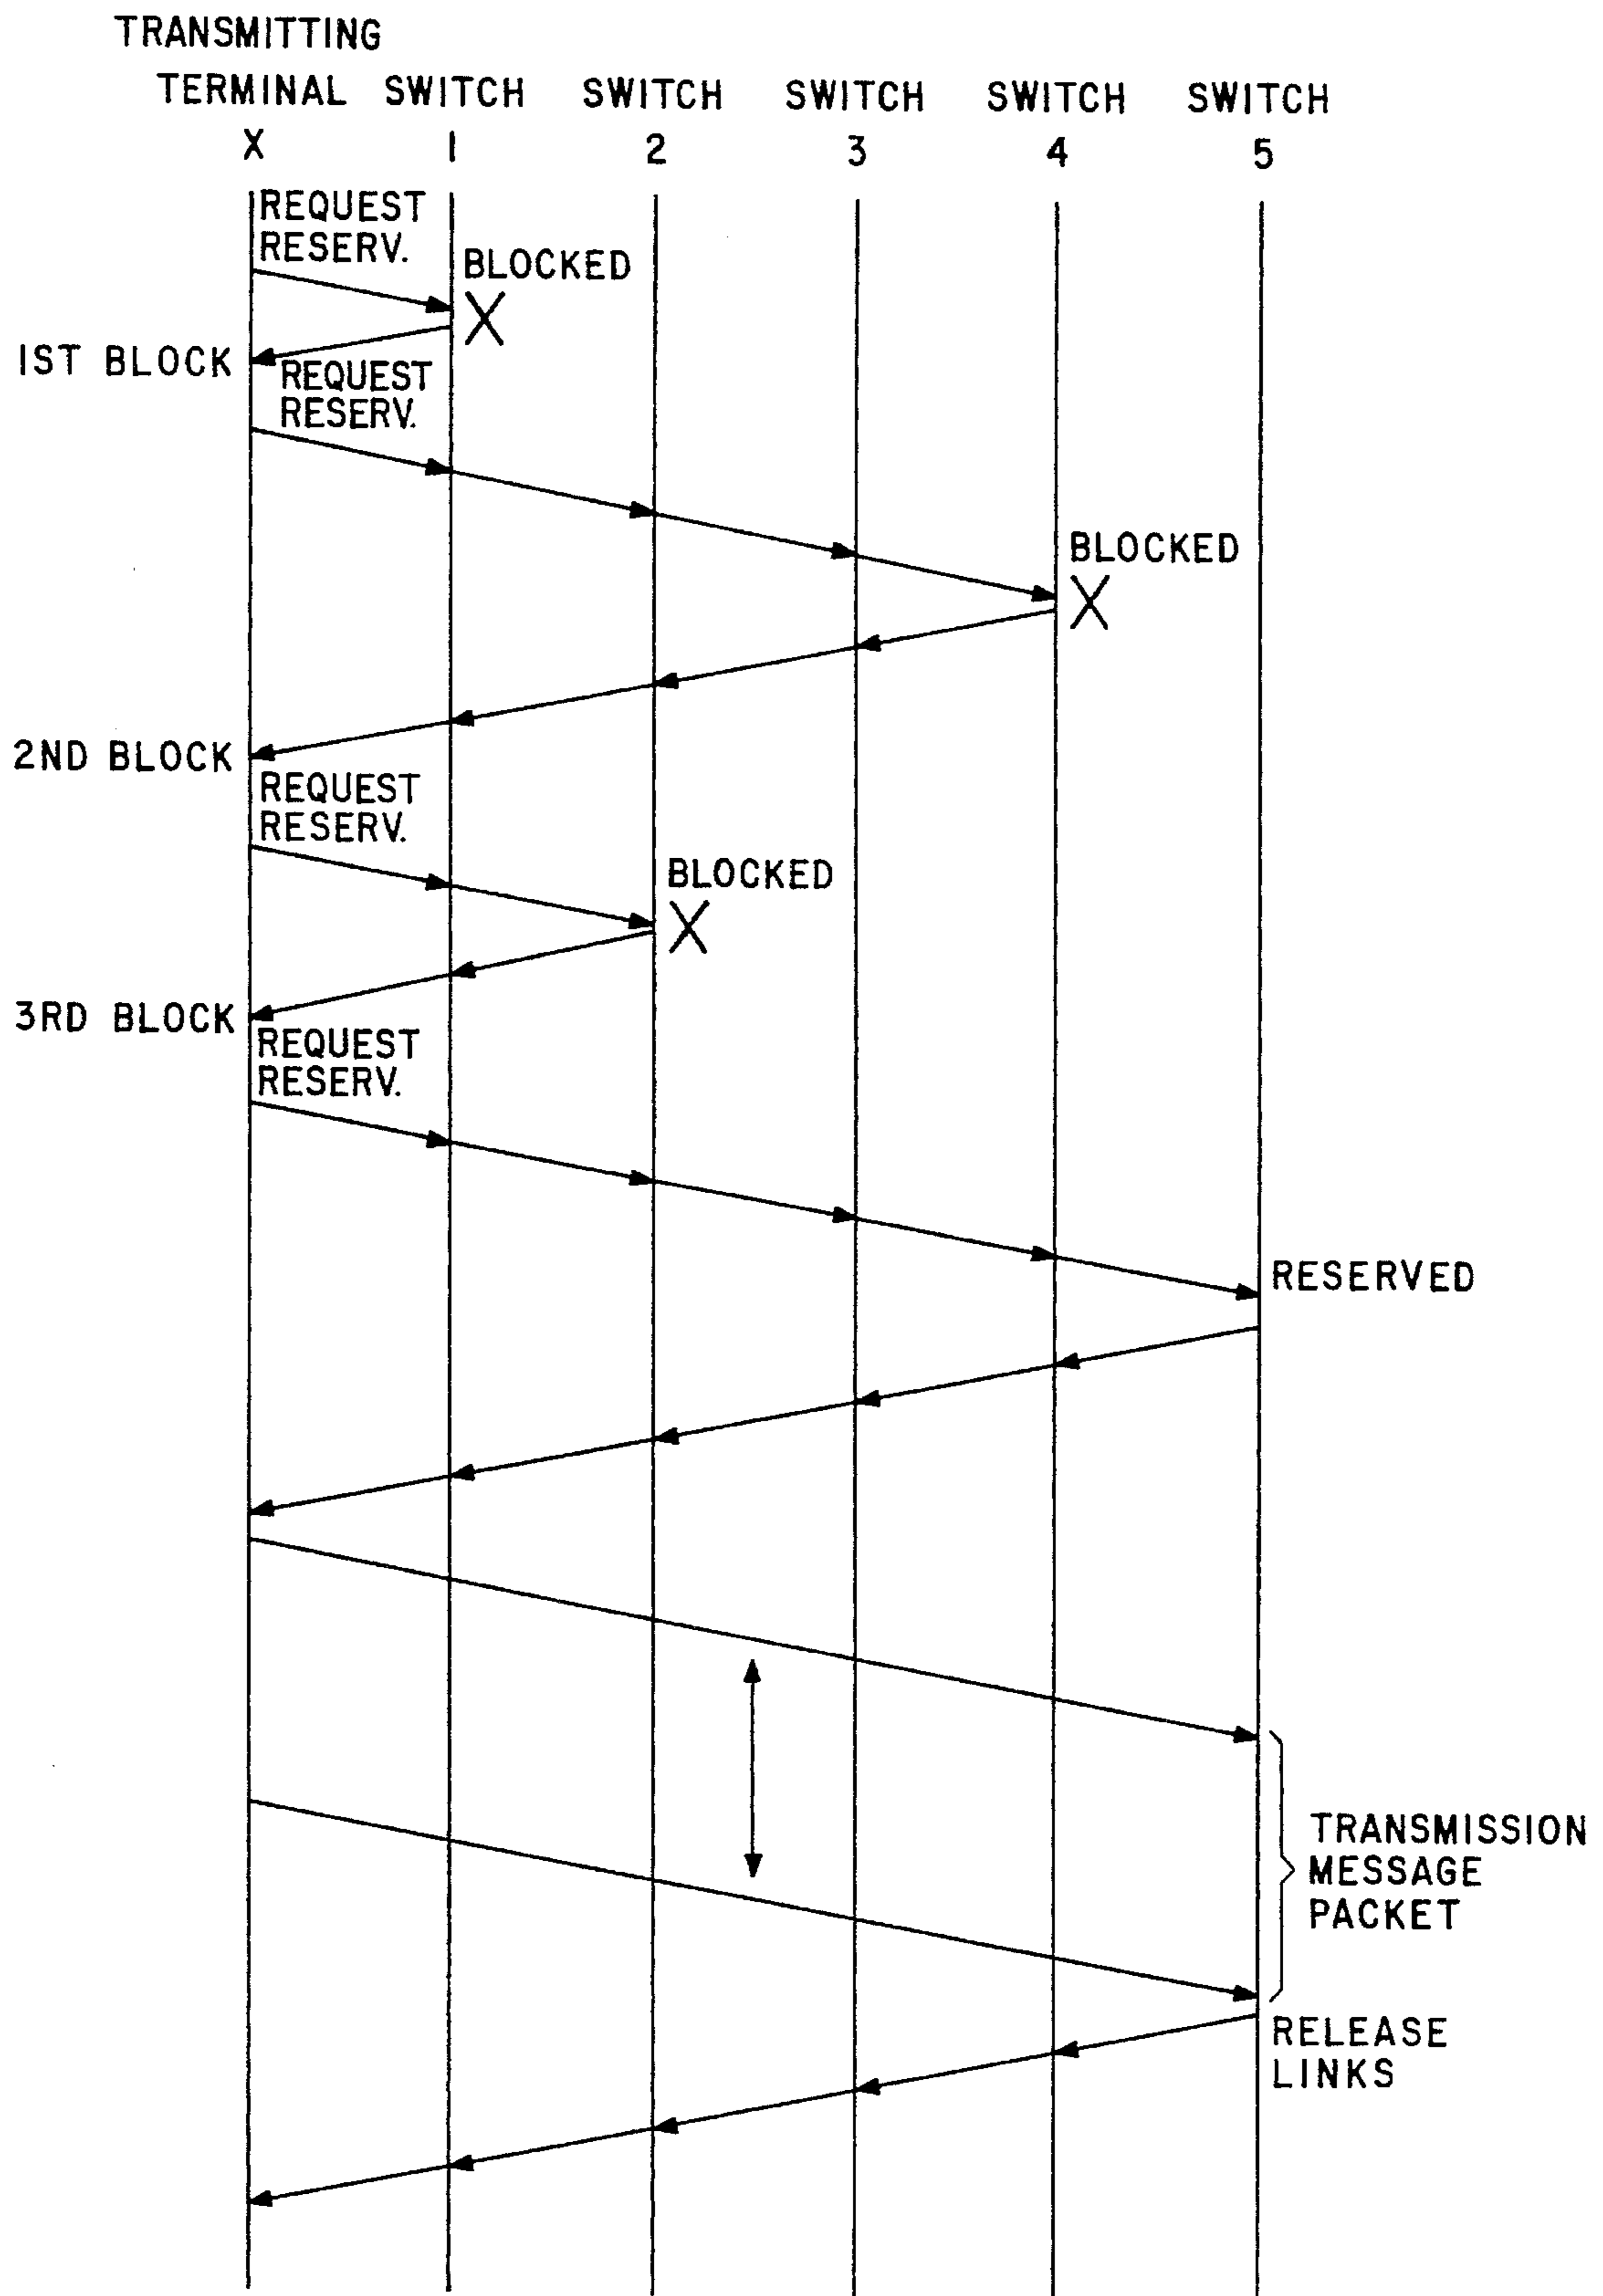 TRANSMITTING
TERMINAL SWITCH SWITCH SWITCH SWITCH SWITCH
X 1 2 3 4 5
REQUEST
RESERV.
BLOCKED
X
1ST BLOCK
REQUEST
RESERV.
BLOCKED
X
2ND BLOCK
REQUEST
RESERV.
BLOCKED
X
3RD BLOCK
REQUEST
RESERV.
RESERVED
TRANSMISSION
MESSAGE
PACKET
RELEASE
LINKS